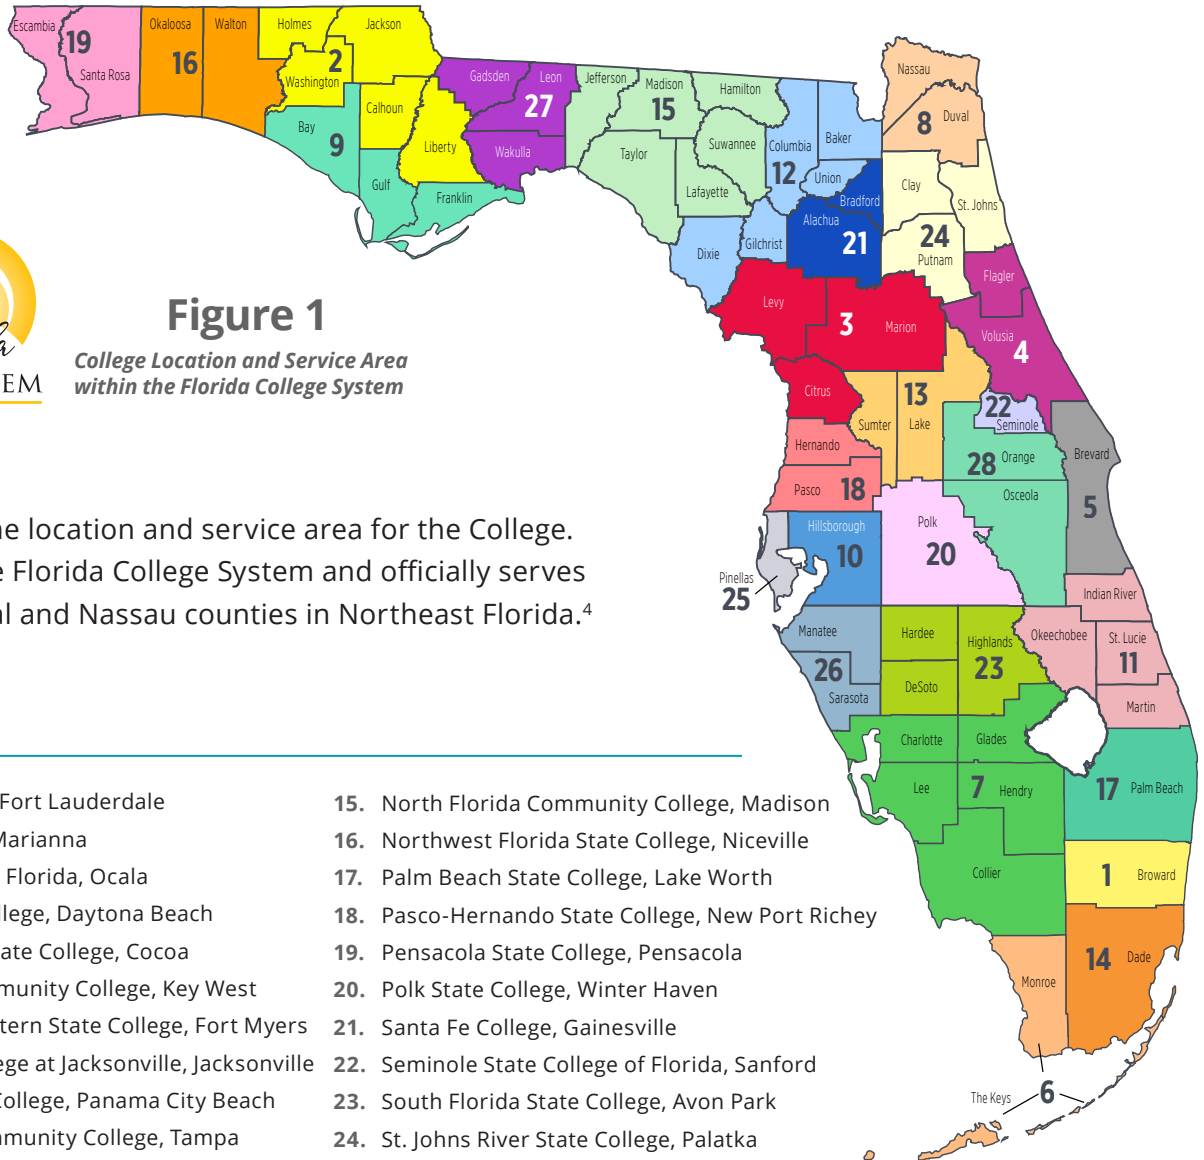 Escambia
19
Santa Rosa
Okaloosa
16
Walton
Holmes
Jackson
2
Washington
Calhoun
Bay
9
Gulf
Liberty
Franklin
Gadsden
Leon
27
Wakulla
Jefferson
Madison
15
Hamilton
Taylor
Suwannee
Lafayette
Columbia
12
Baker
Union
Bradford
Alachua
21
Gilchrist
Dixie
Nassau
8
Duval
Clay
St. Johns
24
Putnam
Flagler
Volusia
4
Levy
3
Marion
Citrus
Sumter
13
Lake
22
Seminole
Hernando
Pasco
18
28
Orange
Osceola
Brevard
5
Hillsborough
10
Polk
20
Pinellas
25
Indian River
Okeechobee
St. Lucie
11
Martin
Manatee
26
Sarasota
Hardee
DeSoto
Highlands
23
Charlotte
Glades
Lee
7
Hendry
Collier
17
Palm Beach
1
Broward
14
Dade
Monroe
The Keys
6
a
EM
Figure 1
College Location and Service Area
within the Florida College System
ne location and service area for the College.
e Florida College System and officially serves
al and Nassau counties in Northeast Florida.4
Fort Lauderdale
Marianna
Florida, Ocala
llege, Daytona Beach
ate College, Cocoa
munity College, Key West
tern State College, Fort Myers
ege at Jacksonville, Jacksonville
College, Panama City Beach
mmunity College, Tampa
15. North Florida Community College, Madison
16. Northwest Florida State College, Niceville
17. Palm Beach State College, Lake Worth
18. Pasco-Hernando State College, New Port Richey
19. Pensacola State College, Pensacola
20. Polk State College, Winter Haven
21. Santa Fe College, Gainesville
22. Seminole State College of Florida, Sanford
23. South Florida State College, Avon Park
24. St. Johns River State College, Palatka